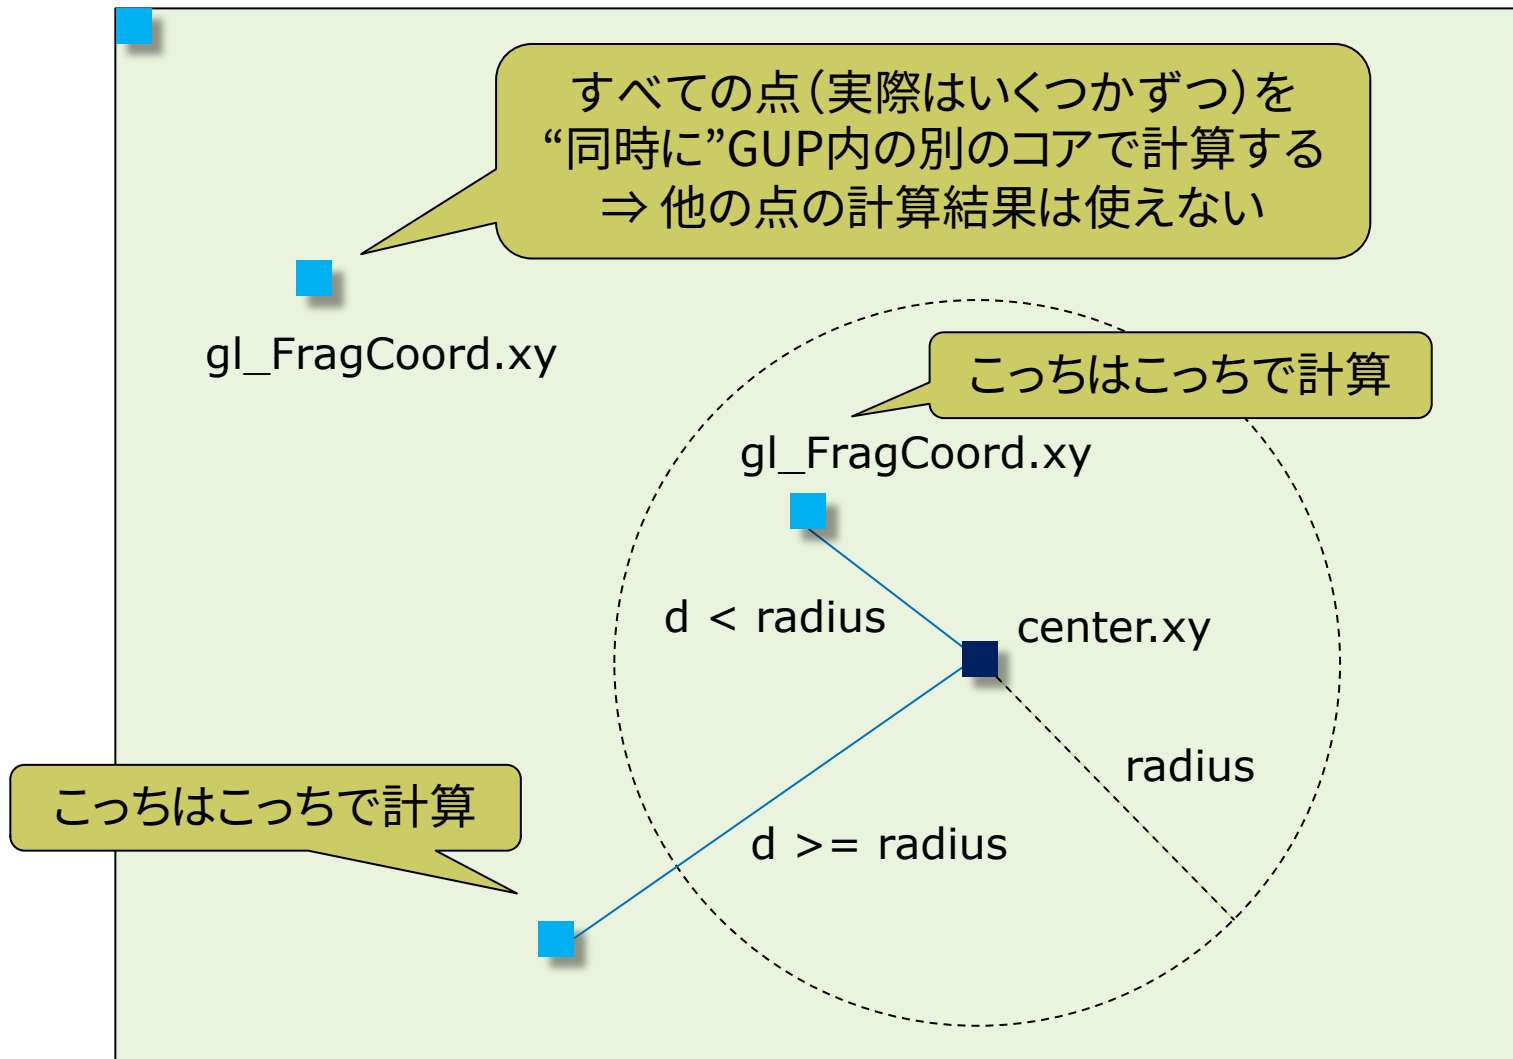 すべての点（実際はいくつかずつ）を
“同時に”GUP内の別のコアで計算する
⇒ 他の点の計算結果は使えない
gl_FragCoord.xy
こっちはこっちで計算
gl_FragCoord.xy
d < radius
center.xy
radius
こっちはこっちで計算
d >= radius